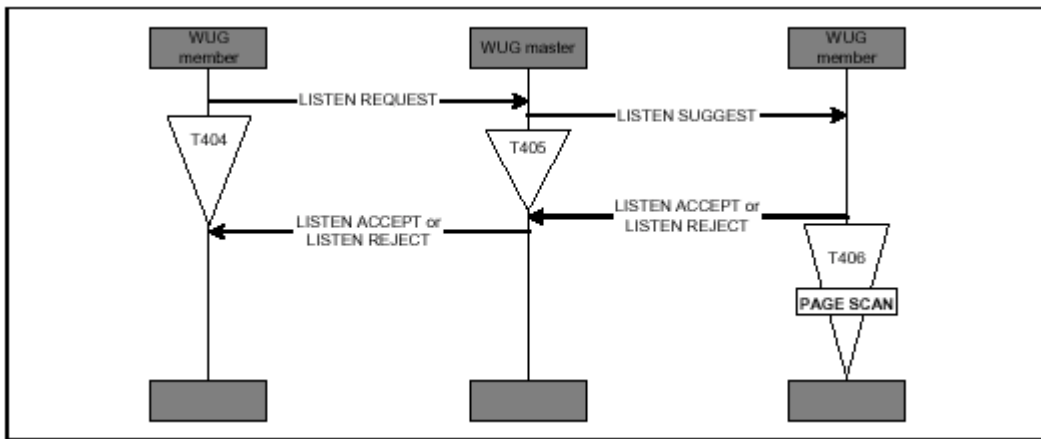 WUG
member
WUG master
WUG
member
LISTEN REQUEST
LISTEN SUGGEST
T404
T405
LISTEN ACCEPT or
LISTEN REJECT
LISTEN ACCEPT or
LISTEN REJECT
T406
PAGE SCAN